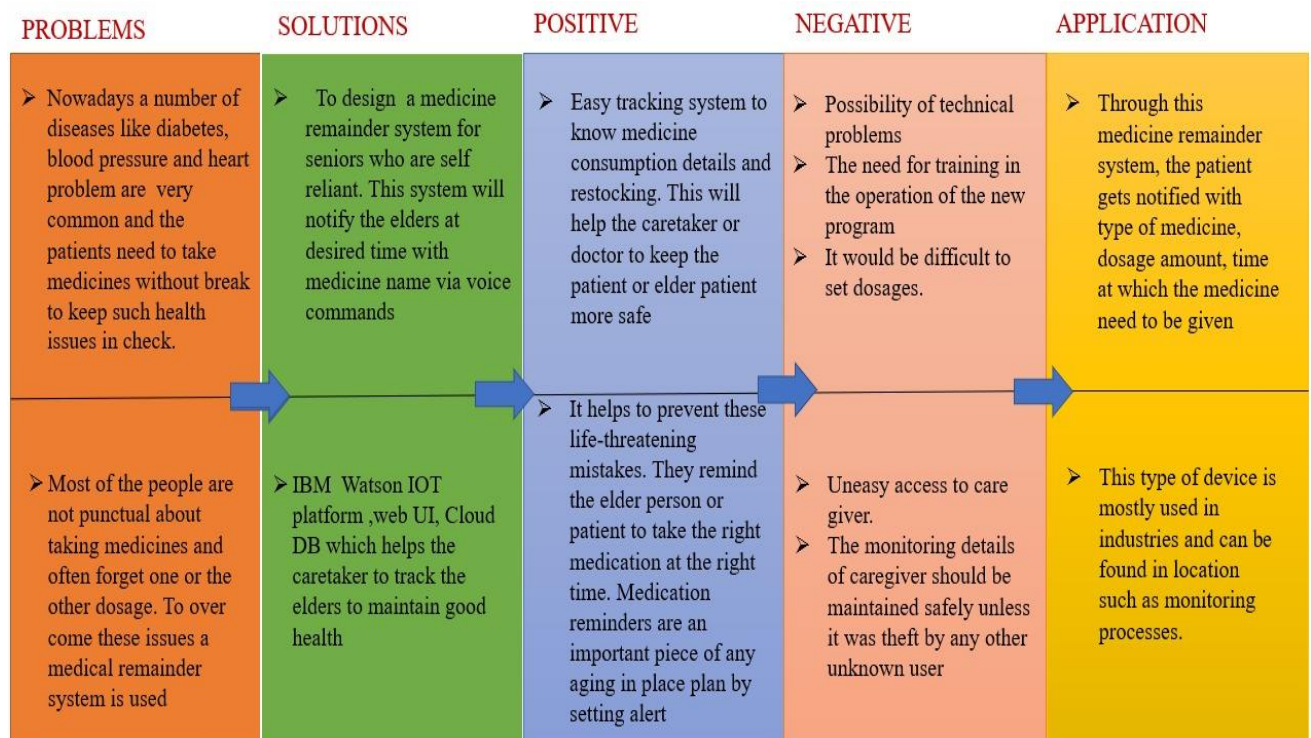 PROBLEMS
SOLUTIONS
POSITIVE
NEGATIVE
APPLICATION
➢ Nowadays a number of
diseases like diabetes,
blood pressure and heart
problem are very
common and the
patients need to take
medicines without break
to keep such health
issues in check.
➢ Most of the people are
not punctual about
taking medicines and
often forget one or the
other dosage. To over
come these issues a
medical remainder
system is used
➢ To design a medicine
remainder system for
seniors who are self
reliant. This system will
notify the elders at
desired time with
medicine name via voice
commands
➢ IBM Watson IOT
platform ,web UI, Cloud
DB which helps the
caretaker to track the
elders to maintain good
health
➢ Easy tracking system to
know medicine
consumption details and
restocking. This will
help the caretaker or
doctor to keep the
patient or elder patient
more safe
➢ It helps to prevent these
life-threatening
mistakes. They remind
the elder person or
patient to take the right
medication at the right
time. Medication
reminders are an
important piece of any
aging in place plan by
setting alert
➢ Possibility of technical
problems
➢ The need for training in
the operation of the new
program
➢ It would be difficult to
set dosages.
➢ Uneasy access to care
giver.
➢ The monitoring details
of caregiver should be
maintained safely unless
it was theft by any other
unknown user
➢ Through this
medicine remainder
system, the patient
gets notified with
type of medicine,
dosage amount, time
at which the medicine
need to be given
➢ This type of device is
mostly used in
industries and can be
found in location
such as monitoring
processes.